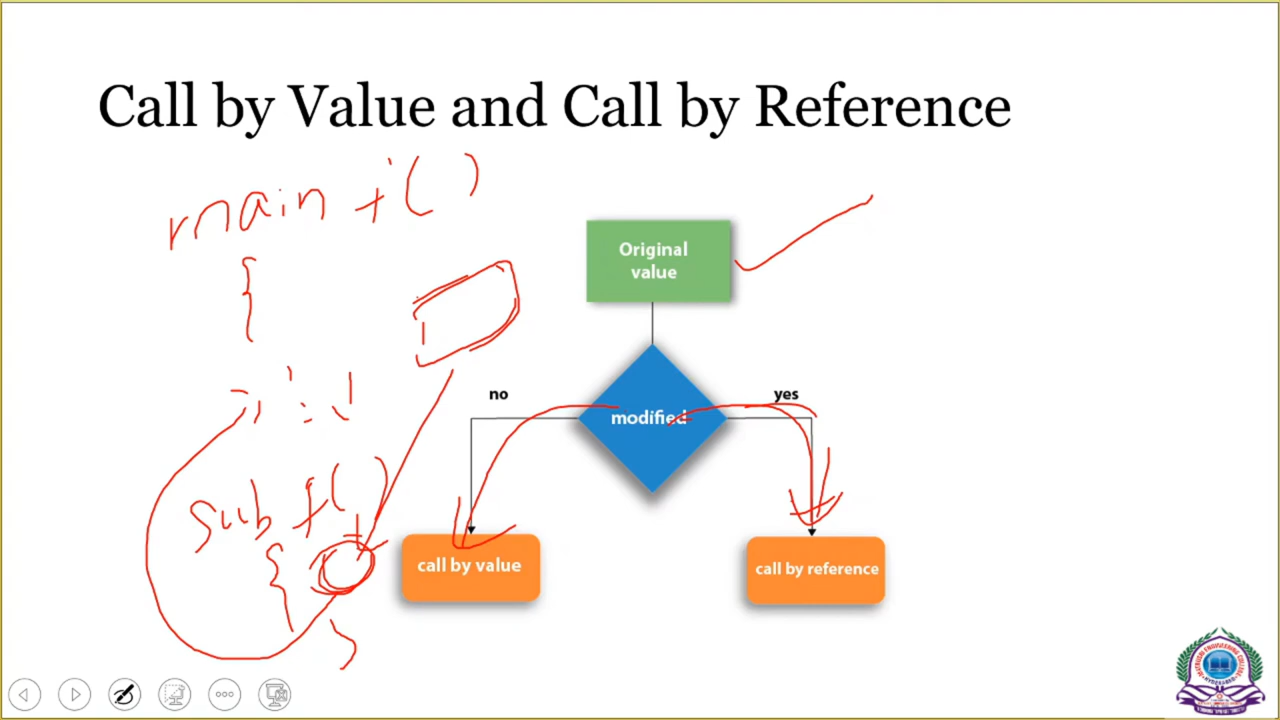 Call by Value and Call by Reference
main f()
{
Original
value
no
modified
yes
sub f()
{
}
call by value
call by reference